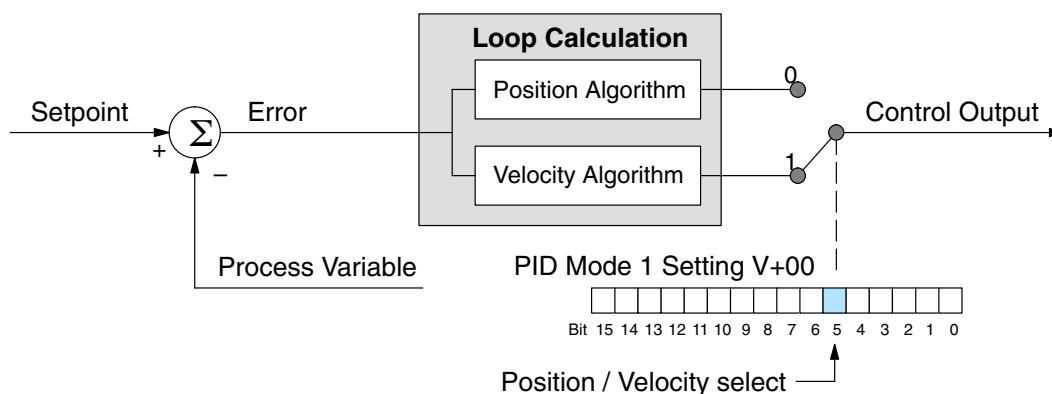 Loop Calculation
Position Algorithm
0
Setpoint
Error
Control Output
Σ
+
−
Velocity Algorithm
1
Process Variable
PID Mode 1 Setting V+00
Bit 15 14 13 12 11 10 9 8 7 6 5 4 3 2 1 0
Position / Velocity select